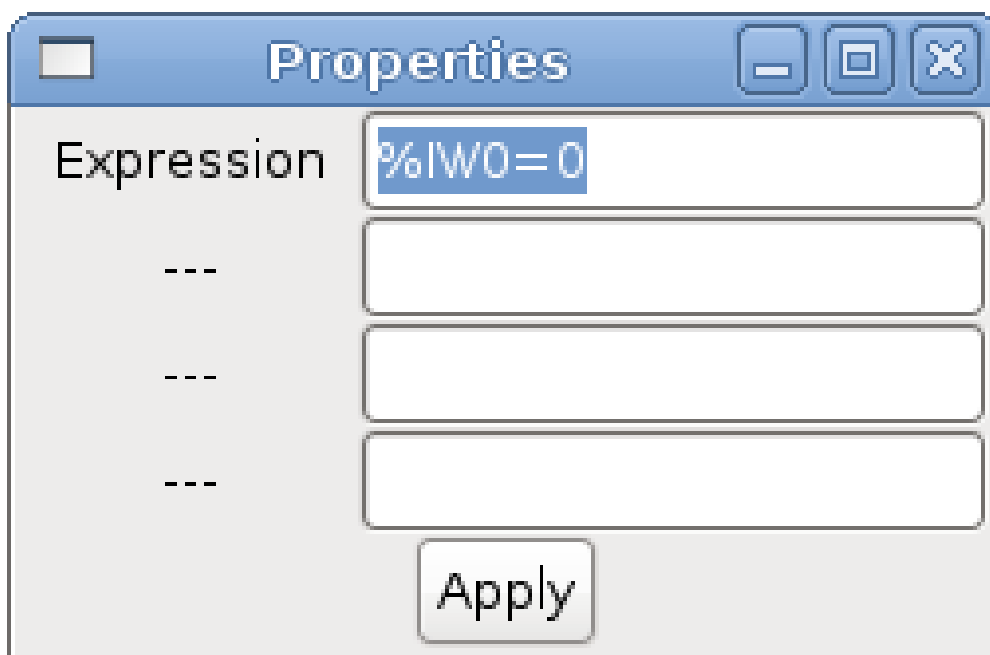 Properties
Expression %IW0=0
---
---
---
Apply